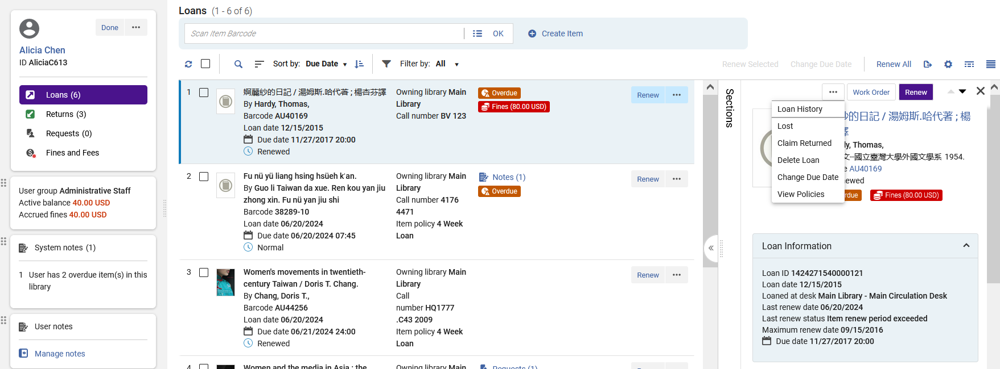 Done
Alicia Chen
ID AliciaC613
Loans (6)
Returns (3)
Requests (0)
Fines and Fees
User group Administrative Staff
Active balance 40.00 USD
Accrued fines 40.00 USD
System notes (1)
1 User has 2 overdue item(s) in this
library
User notes
Manage notes
Loans (1 - 6 of 6)
Scan Item Barcode
OK
Create Item
Sort by: Due Date
Filter by: All
Renew Selected
Change Due Date
Renew All
1
婀麗紗的日記 / 湯姆斯.哈代著 ; 楊杏芬譯
By Hardy, Thomas,
Barcode AU40169
Loan date 12/15/2015
Due date 11/27/2017 20:00
Renewed
Owning library Main
Library
Call number BV 123
Overdue
Fines (80.00 USD)
Renew
2
Fu nü yü liang hsing hsüeh kʻan.
By Guo li Taiwan da xue. Ren kou yan jiu
zhong xin. Fu nü yan jiu shi
Barcode 38289-10
Loan date 06/20/2024
Due date 06/20/2024 07:45
Normal
Owning library Main
Library
Call number 4176
4471
Item policy 4 Week
Loan
Notes (1)
Overdue
Renew
3
Women's movements in twentieth-
century Taiwan / Doris T. Chang.
By Chang, Doris T.,
Barcode AU44256
Loan date 06/20/2024
Due date 06/21/2024 24:00
Renewed
Owning library Main
Library
Call
number HQ1777
.C43 2009
Item policy 4 Week
Loan
Renew
4
Women and the media in Asia : the
Owning library Main
Requests (1)
Sections
Work Order
Renew
Loan History
Lost
Claim Returned
Delete Loan
Change Due Date
View Policies
的日記 / 湯姆斯.哈代著 ; 楊
Thomas,
文--國立臺灣大學外國文學系 1954.
AU40169
Fines (80.00 USD)
Loan Information
Loan ID 1424271540000121
Loan date 12/15/2015
Loaned at desk Main Library - Main Circulation Desk
Last renew date 06/20/2024
Last renew status Item renew period exceeded
Maximum renew date 09/15/2016
Due date 11/27/2017 20:00